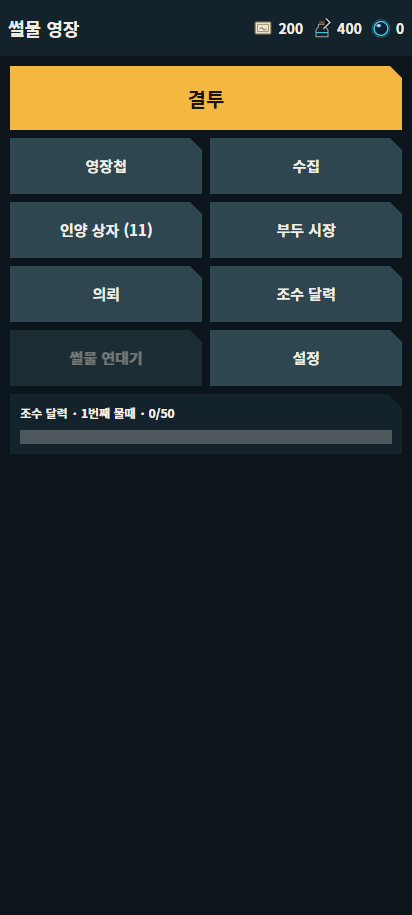 썰물 영장 200 400 0
결투
영장첩 수집
인양 상자 (11) 부두 시장
의뢰 조수 달력
썰물 연대기 설정
조수 달력 · 1번째 물때 · 0/50